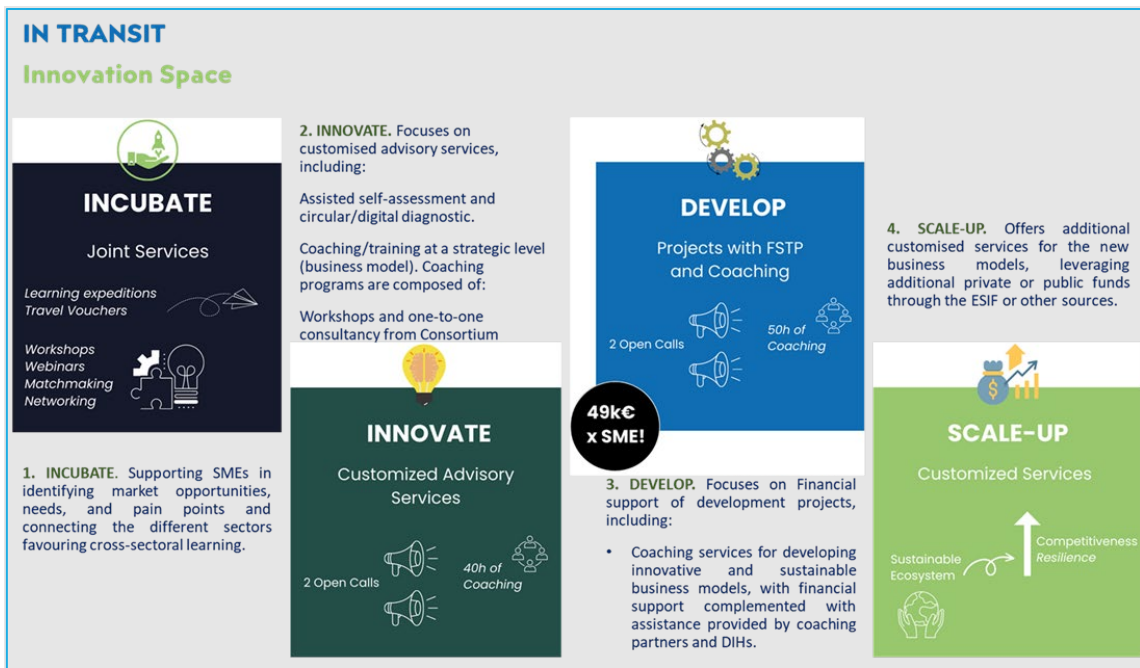 IN TRANSIT
Innovation Space
INCUBATE
Joint Services
Learning expeditions
Travel Vouchers
Workshops
Webinars
Matchmaking
Networking
1. INCUBATE. Supporting SMEs in
identifying market opportunities,
needs, and pain points and
connecting the different sectors
favouring cross-sectoral learning.
2. INNOVATE. Focuses on
customised advisory services,
including:
Assisted self-assessment and
circular/digital diagnostic.
Coaching/training at a strategic level
(business model). Coaching
programs are composed of:
Workshops and one-to-one
consultancy from Consortium
INNOVATE
Customized Advisory
Services
2 Open Calls
40h of
Coaching
DEVELOP
Projects with FSTP
and Coaching
2 Open Calls
50h of
Coaching
49k€
x SME!
3. DEVELOP. Focuses on Financial
support of development projects,
including:
• Coaching services for developing
innovative and sustainable
business models, with financial
support complemented with
assistance provided by coaching
partners and DIHs.
4. SCALE-UP. Offers additional
customised services for the new
business models, leveraging
additional private or public funds
through the ESIF or other sources.
$
SCALE-UP
Customized Services
Sustainable
Ecosystem
Competitiveness
Resilience